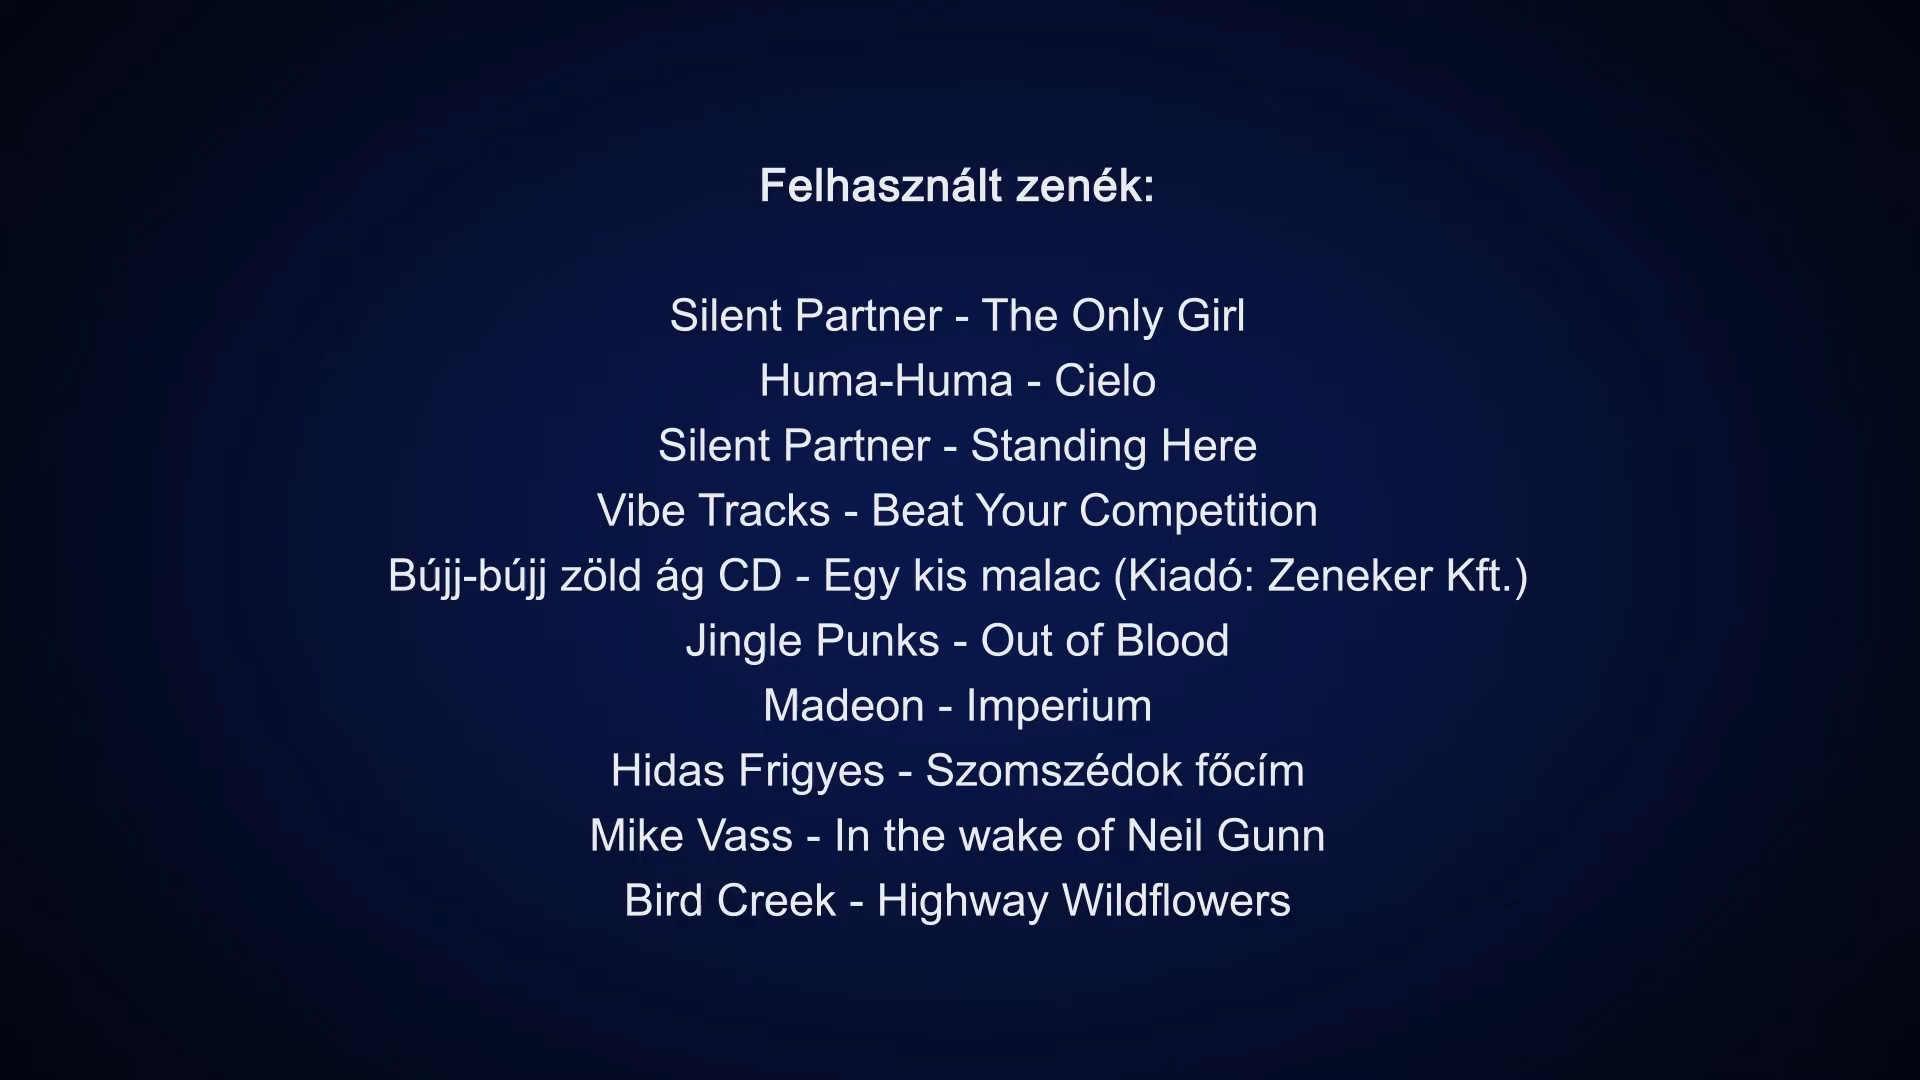 Felhasznált zenék:
Silent Partner - The Only Girl
Huma-Huma - Cielo
Silent Partner - Standing Here
Vibe Tracks - Beat Your Competition
Bújj-bújj zöld ág CD - Egy kis malac (Kiadó: Zeneker Kft.)
Jingle Punks - Out of Blood
Madeon - Imperium
Hidas Frigyes - Szomszédok főcím
Mike Vass - In the wake of Neil Gunn
Bird Creek - Highway Wildflowers